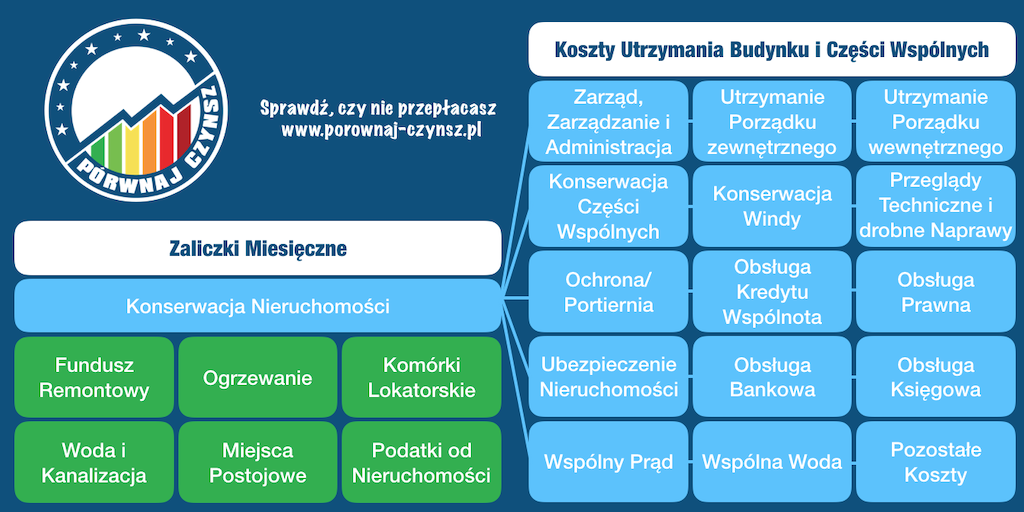 PÓRWNAJ CZYNSZ
Sprawdź, czy nie przepłacasz
www.porownaj-czynsz.pl
Zaliczki Miesięczne
Konserwacja Nieruchomości
Fundusz
Remontowy
Ogrzewanie
Komórki
Lokatorskie
Woda i
Kanalizacja
Miejsca
Postojowe
Podatki od
Nieruchomości
Koszty Utrzymania Budynku i Części Wspólnych
Zarząd,
Zarządzanie i
Administracja
Utrzymanie
Porządku
zewnętrznego
Utrzymanie
Porządku
wewnętrznego
Konserwacja
Części
Wspólnych
Konserwacja
Windy
Przeglądy
Techniczne i
drobne Naprawy
Ochrona/
Portiernia
Obsługa
Kredytu
Wspólnota
Obsługa
Prawna
Ubezpieczenie
Nieruchomości
Obsługa
Bankowa
Obsługa
Księgowa
Wspólny Prąd
Wspólna Woda
Pozostałe
Koszty